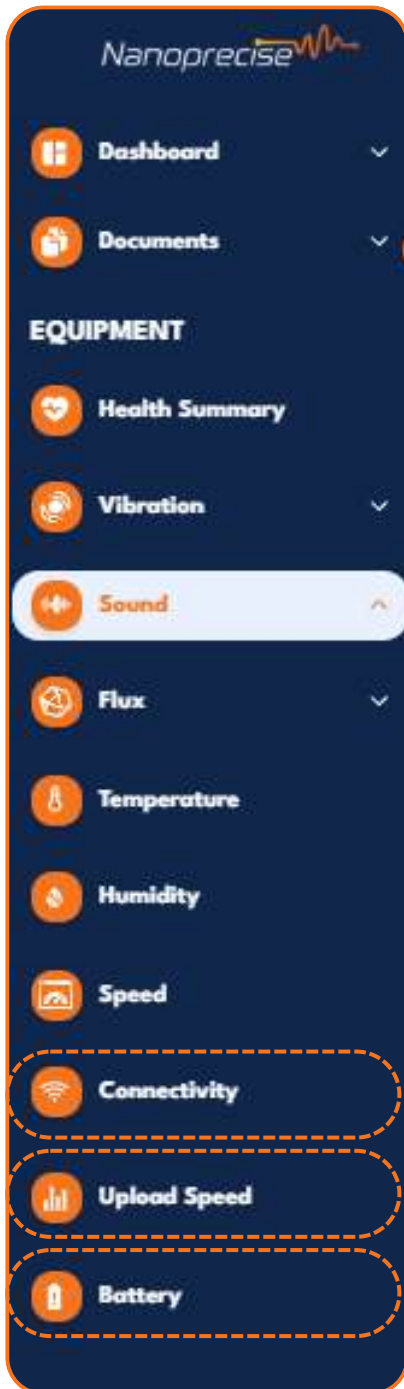 Nanoprecise
Dashboard
Documents
EQUIPMENT
Health Summary
Vibration
Sound
Flux
Temperature
Humidity
Speed
Connectivity
Upload Speed
Battery